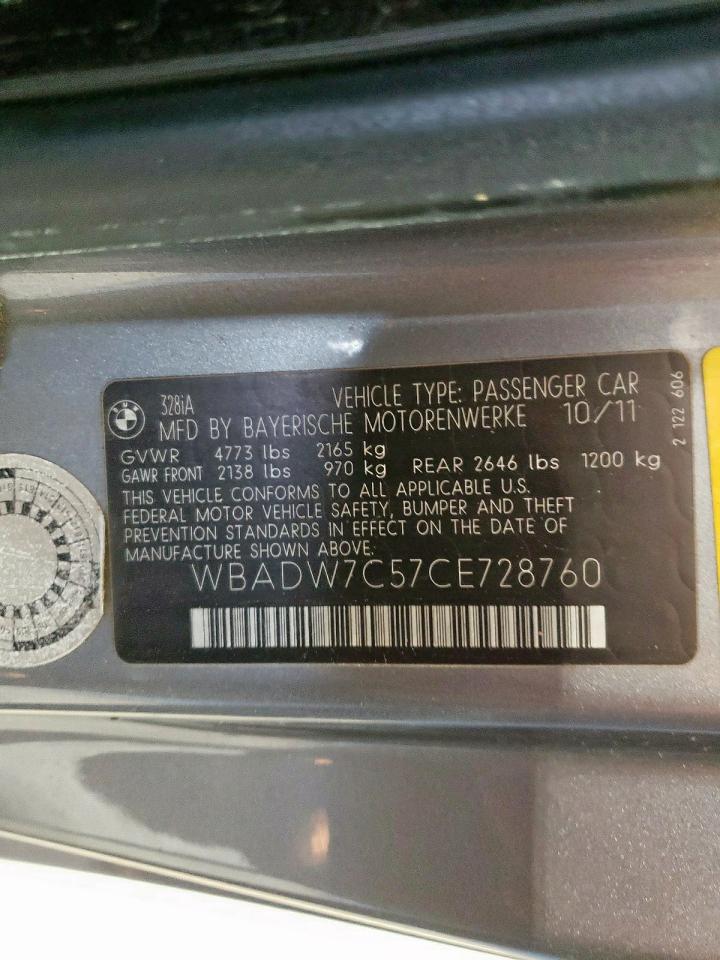 BMW
328iA
VEHICLE TYPE: PASSENGER CAR
MFD BY BAYERISCHE MOTORENWERKE 10/11
GVWR 4773 lbs 2165 kg
GAWR FRONT 2138 lbs 970 kg REAR 2646 lbs 1200 kg
THIS VEHICLE CONFORMS TO ALL APPLICABLE U.S.
FEDERAL MOTOR VEHICLE SAFETY, BUMPER AND THEFT
PREVENTION STANDARDS IN EFFECT ON THE DATE OF
MANUFACTURE SHOWN ABOVE.
WBADW7C57CE728760
2 122 606